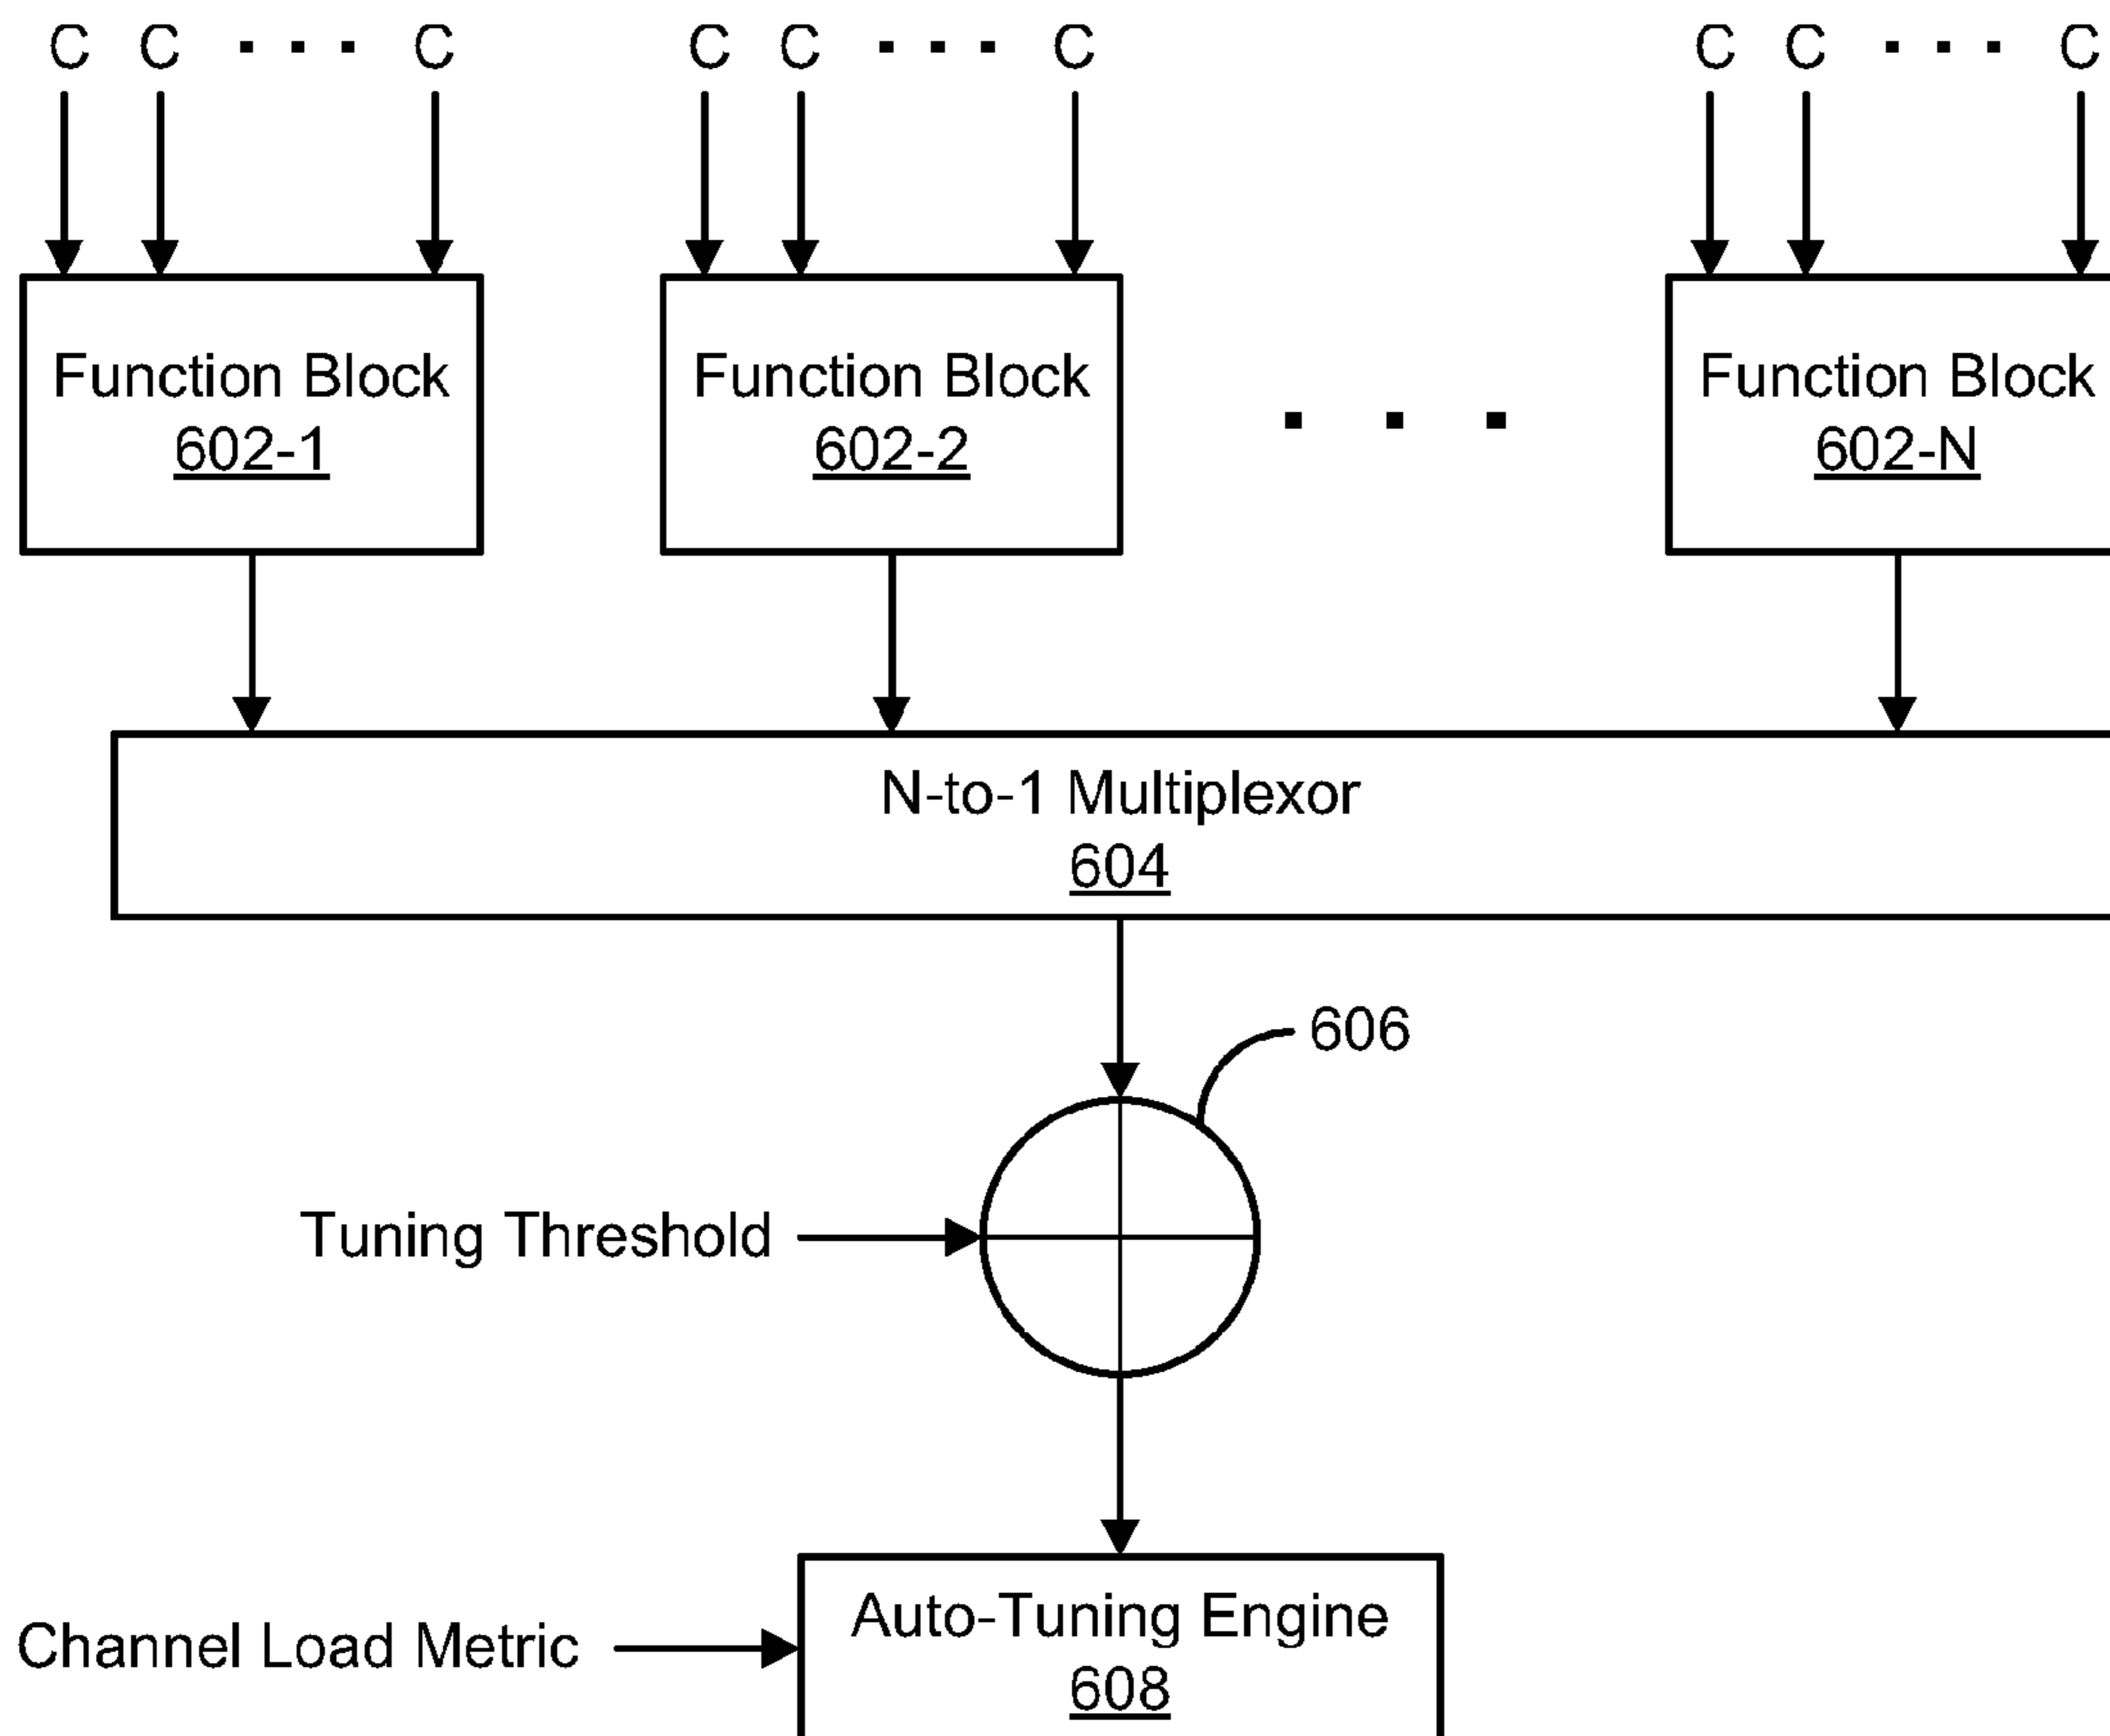 C C ▪ ▪ ▪ C C C ▪ ▪ ▪ C C C ▪ ▪ ▪ C
Function Block Function Block Function Block
602-1 602-2 ▪ ▪ ▪ 602-N
N-to-1 Multiplexor
604
606
Tuning Threshold
Auto-Tuning Engine
Channel Load Metric
608